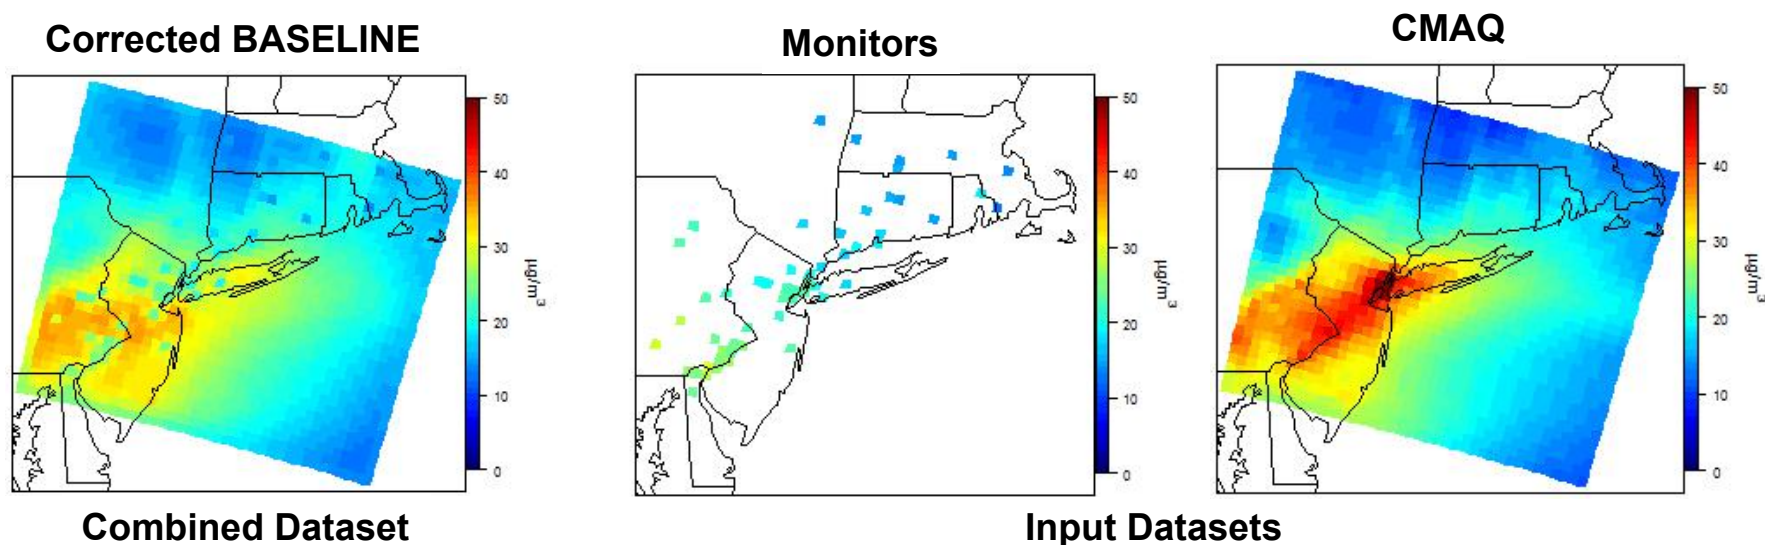 Corrected BASELINE
Monitors
CMAQ
50
40
30
20
10
0
µg/m³
50
40
30
20
10
0
µg/m³
50
40
30
20
10
0
µg/m³
Combined Dataset
Input Datasets